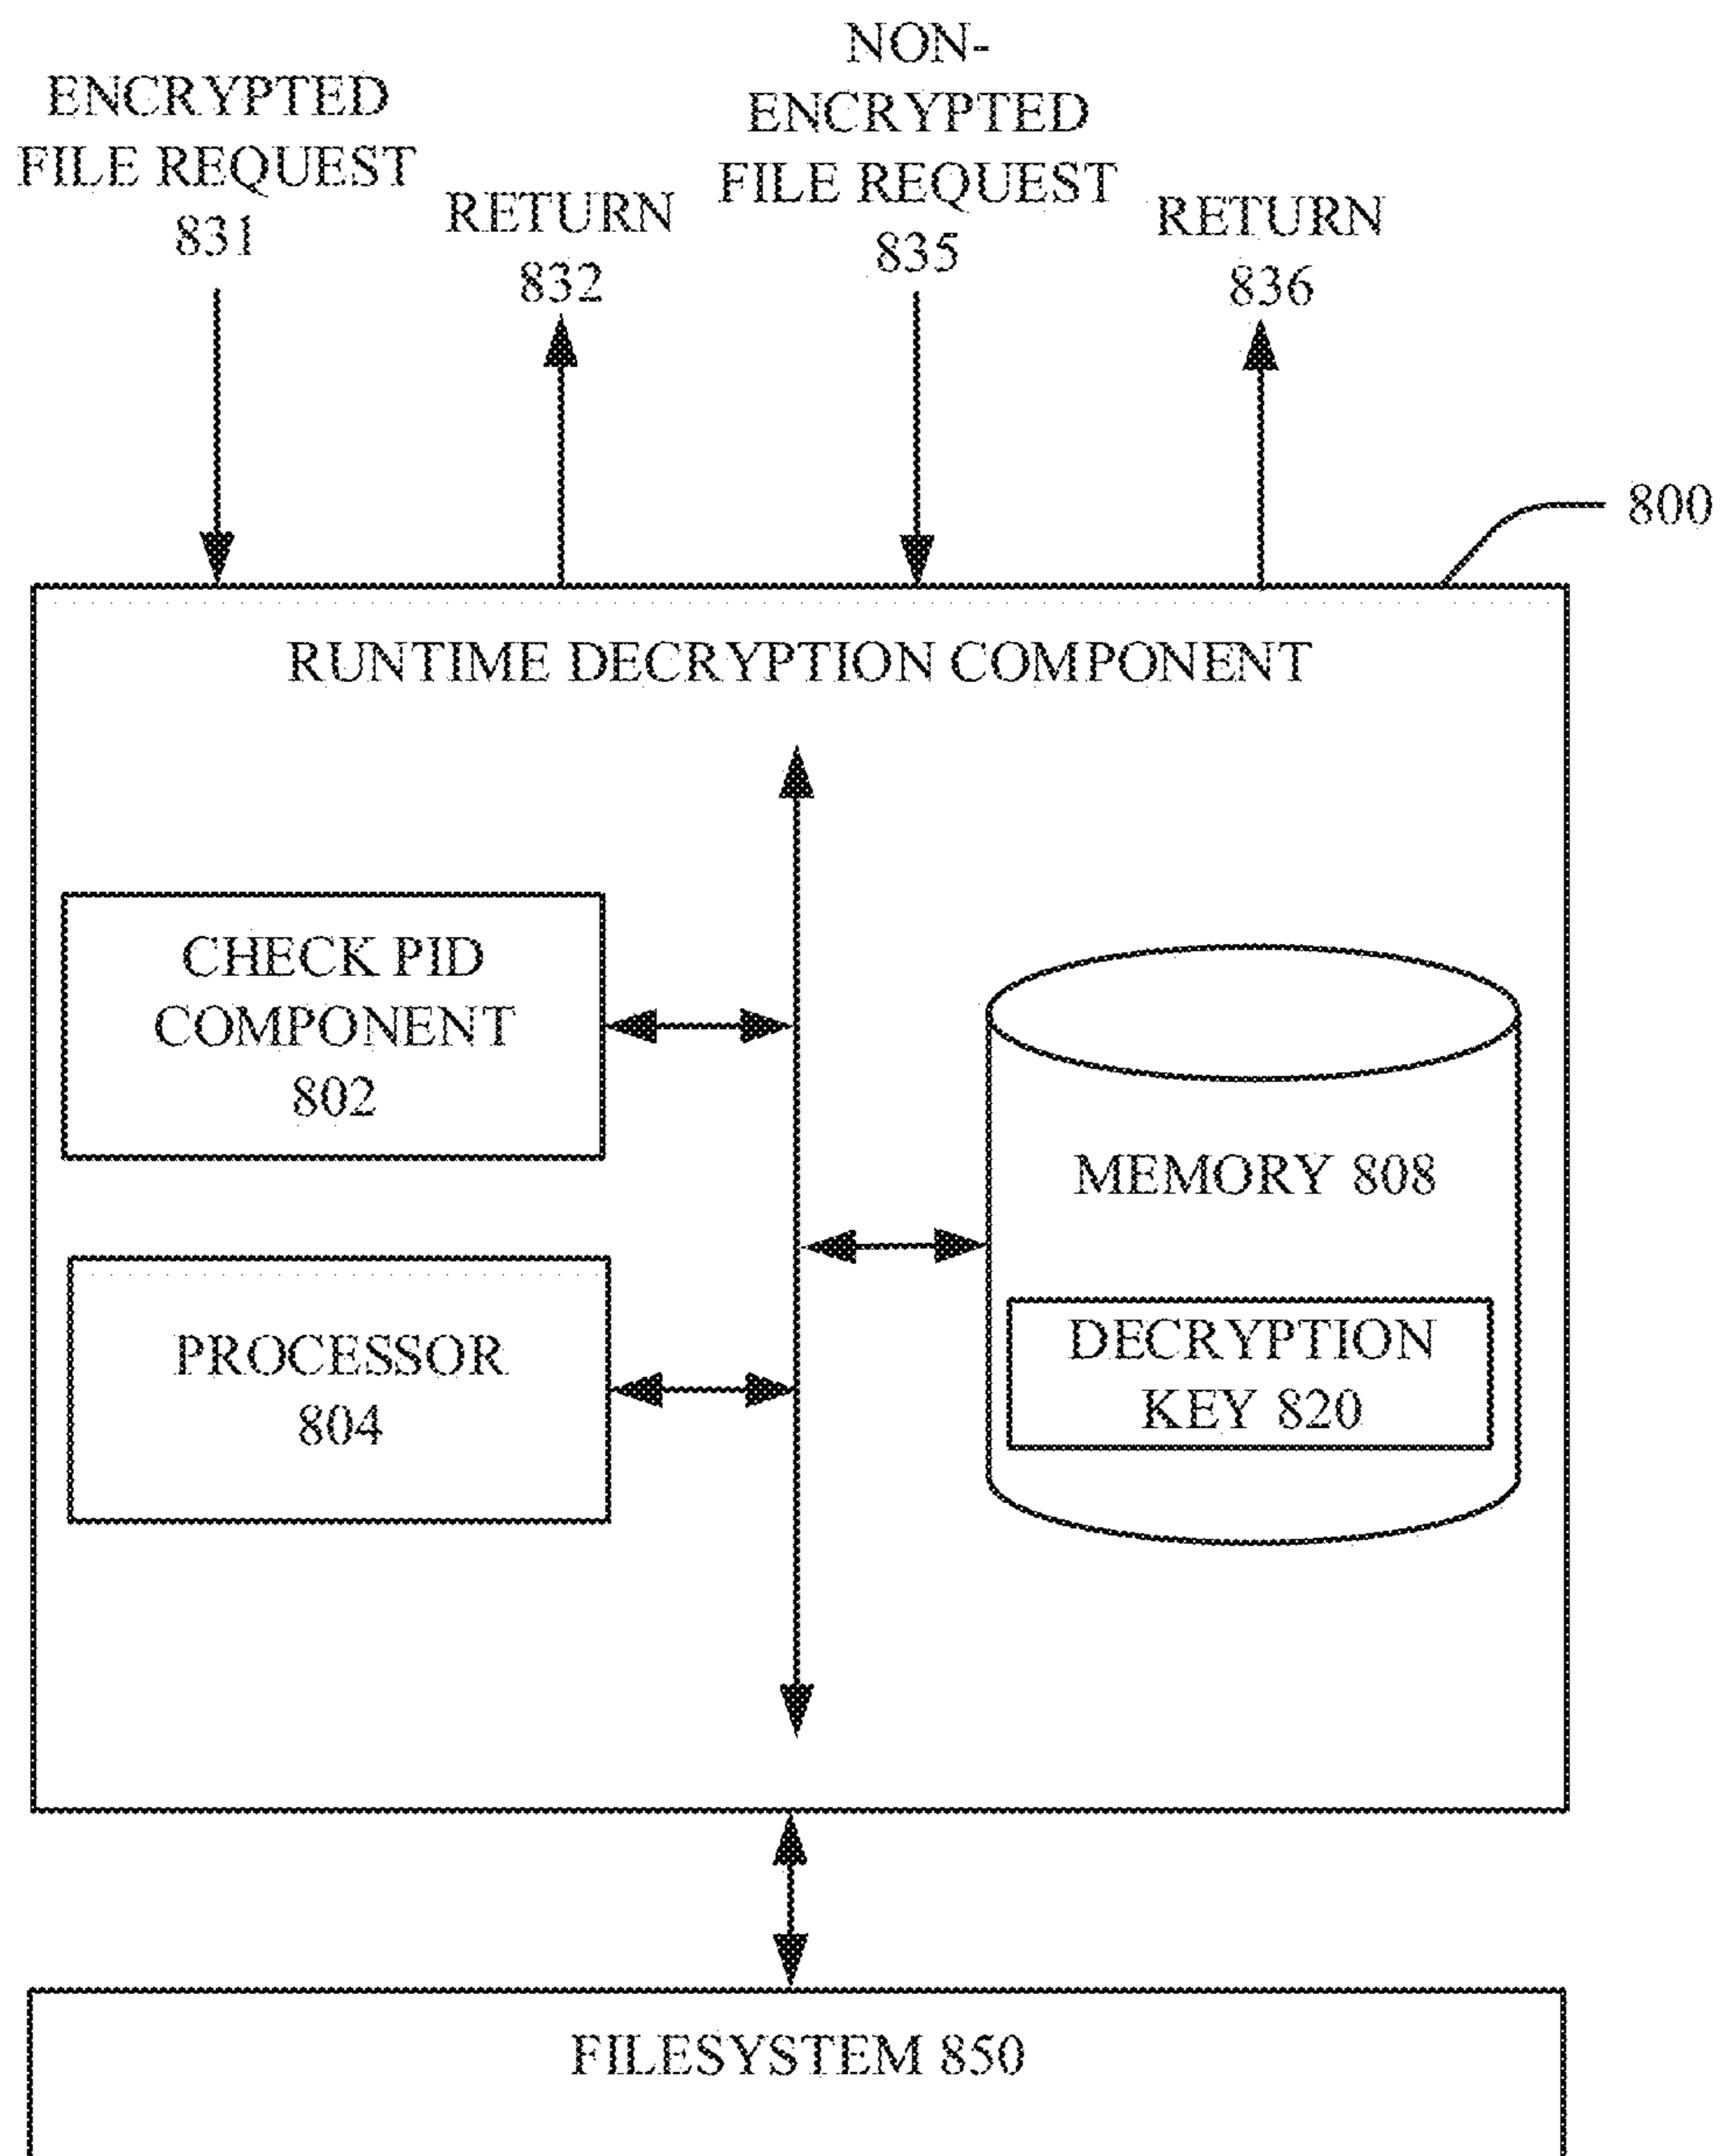 ENCRYPTED
FILE REQUEST
831
RETURN
832
NON-
ENCRYPTED
FILE REQUEST
835
RETURN
836
800
RUNTIME DECRYPTION COMPONENT
CHECK PID
COMPONENT
802
PROCESSOR
804
MEMORY 808
DECRYPTION
KEY 820
FILESYSTEM 850